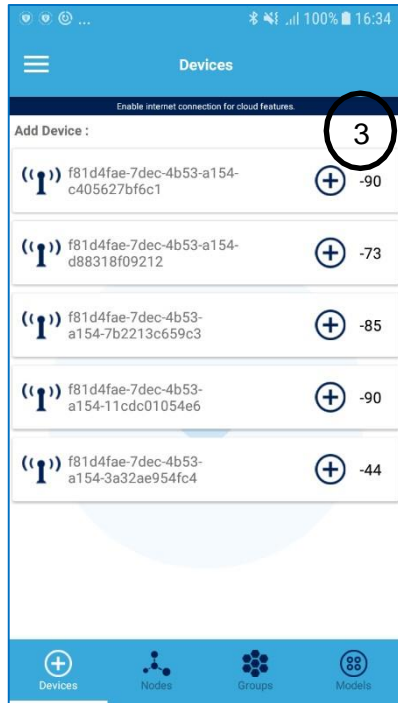 ... 100% 16:34
Devices
Enable internet connection for cloud features.
Add Device :
3
f81d4fae-7dec-4b53-a154-
c405627bf6c1
-90
f81d4fae-7dec-4b53-a154-
d88318f09212
-73
f81d4fae-7dec-4b53-
a154-7b2213c659c3
-85
f81d4fae-7dec-4b53-
a154-11cdc01054e6
-90
f81d4fae-7dec-4b53-
a154-3a32ae954fc4
-44
Devices Nodes Groups Models